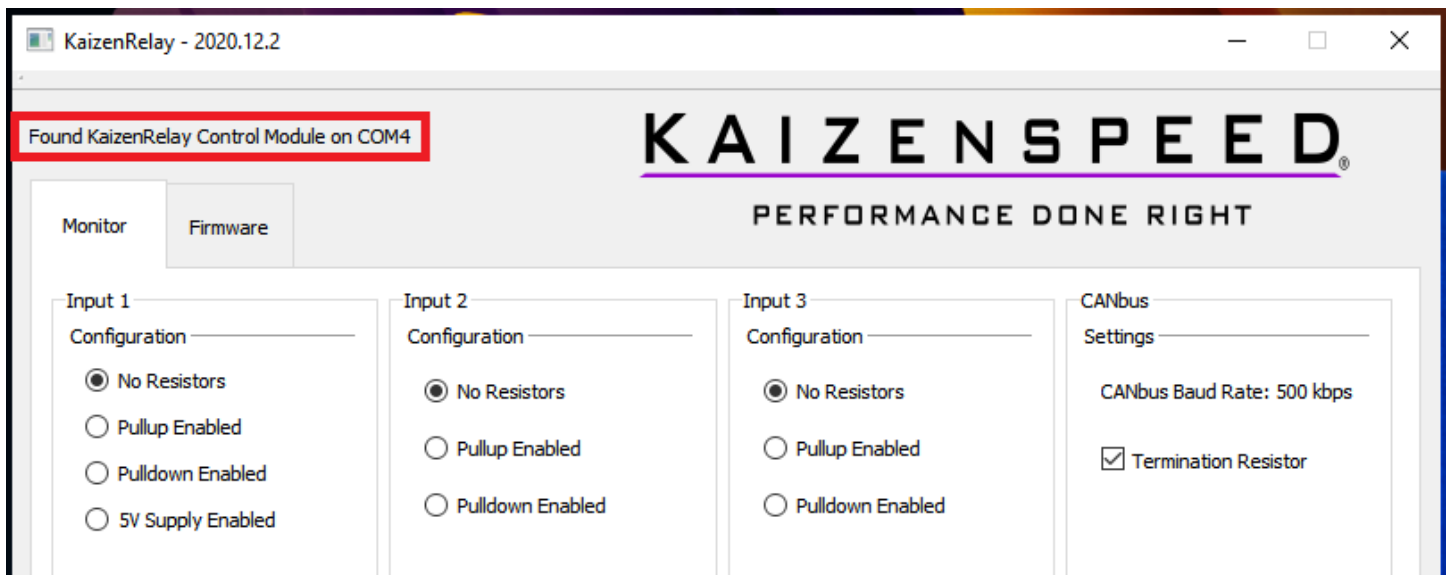 KaizenRelay - 2020.12.2
Found KaizenRelay Control Module on COM4
KAIZENSPEED®
PERFORMANCE DONE RIGHT
Monitor
Firmware
Input 1
Configuration
No Resistors
Pullup Enabled
Pulldown Enabled
5V Supply Enabled
Input 2
Configuration
No Resistors
Pullup Enabled
Pulldown Enabled
Input 3
Configuration
No Resistors
Pullup Enabled
Pulldown Enabled
CANbus
Settings
CANbus Baud Rate: 500 kbps
Termination Resistor